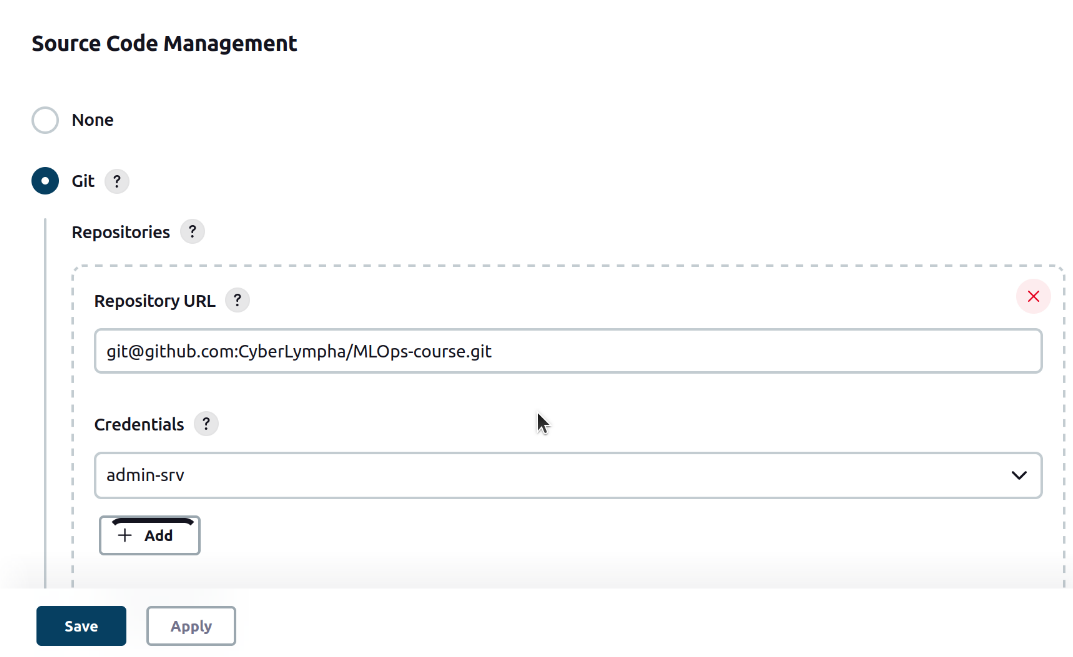 Source Code Management
None
Git ?
Repositories ?
Repository URL ?
git@github.com:CyberLympha/MLOps-course.git
Credentials ?
admin-srv
+ Add
Save Apply